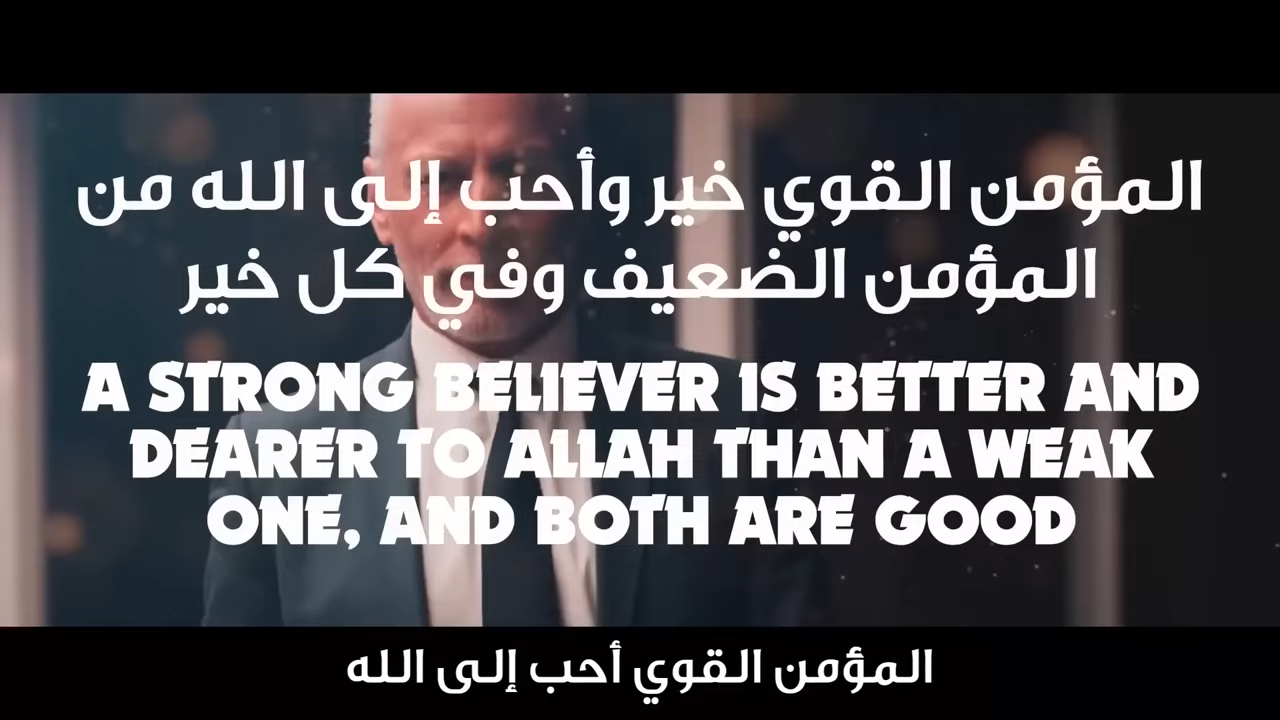 المؤمن القوي خير وأحب إلى الله من
المؤمن الضعيف وفي كل خير
A STRONG BELIEVER IS BETTER AND
DEARER TO ALLAH THAN A WEAK
ONE, AND BOTH ARE GOOD
المؤمن القوي أحب إلى الله